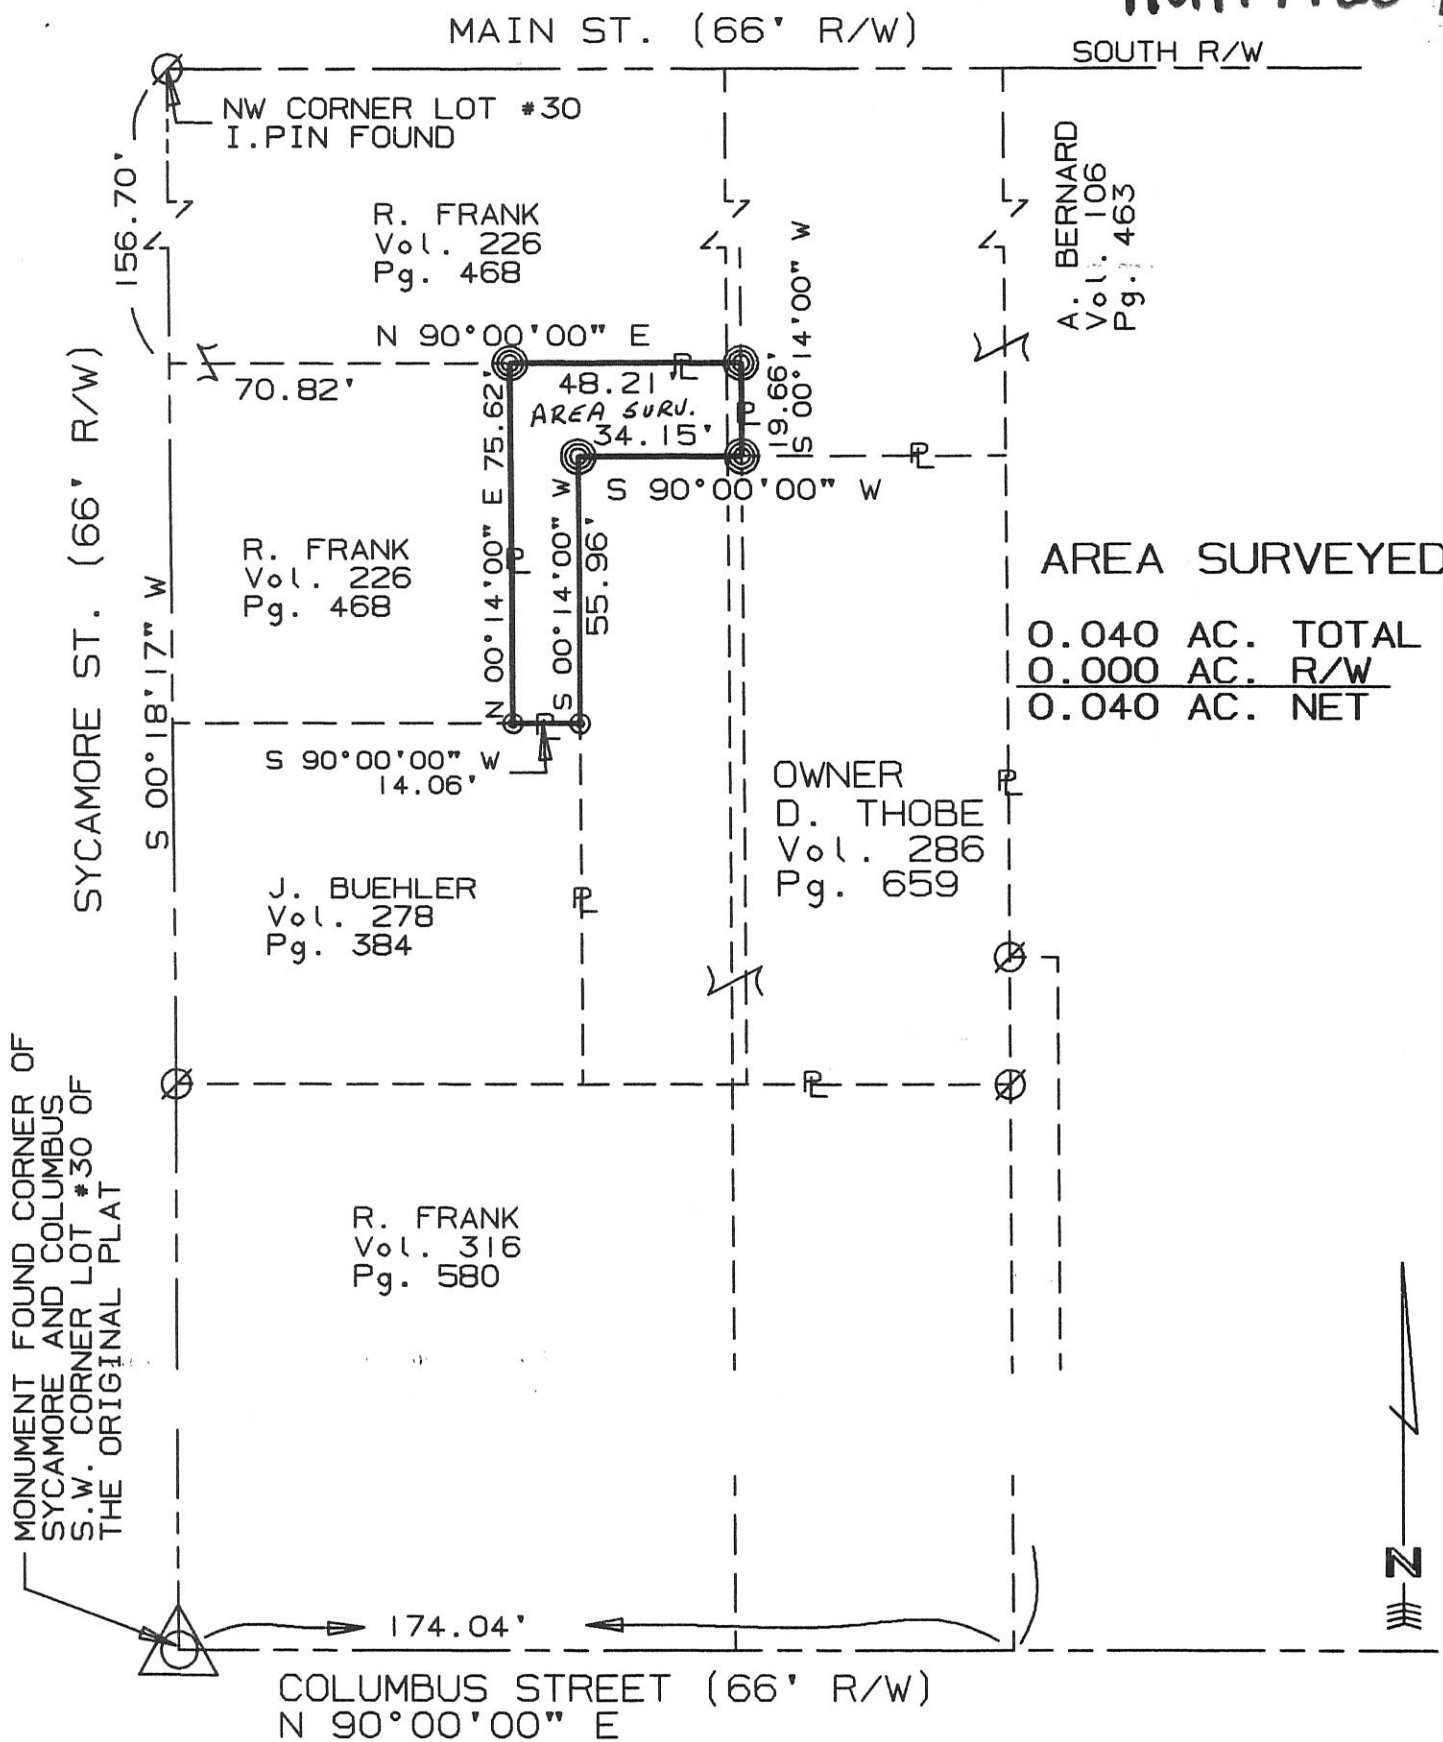 MAIN ST. (66' R/W)
SOUTH R/W
NW CORNER LOT #30
I.PIN FOUND
156.70'
R. FRANK
Vol. 226
Pg. 468
A. BERNARD
Vol. 106
Pg. 463
N 90°00'00" E
S 00°14'00" W
70.82'
48.21'
19.66'
AREA SURV.
34.15'
S 90°00'00" W
N 00°14'00" E 75.62'
S 00°14'00" W
55.96'
SYCAMORE ST. (66' R/W)
S 00°18'17" W
R. FRANK
Vol. 226
Pg. 468
AREA SURVEYED
0.040 AC. TOTAL
0.000 AC. R/W
0.040 AC. NET
S 90°00'00" W
14.06'
OWNER
D. THOBE
Vol. 286
Pg. 659
J. BUEHLER
Vol. 278
Pg. 384
MONUMENT FOUND CORNER OF
SYCAMORE AND COLUMBUS
S.W. CORNER LOT #30 OF
THE ORIGINAL PLAT
R. FRANK
Vol. 316
Pg. 580
N
174.04'
COLUMBUS STREET (66' R/W)
N 90°00'00" E